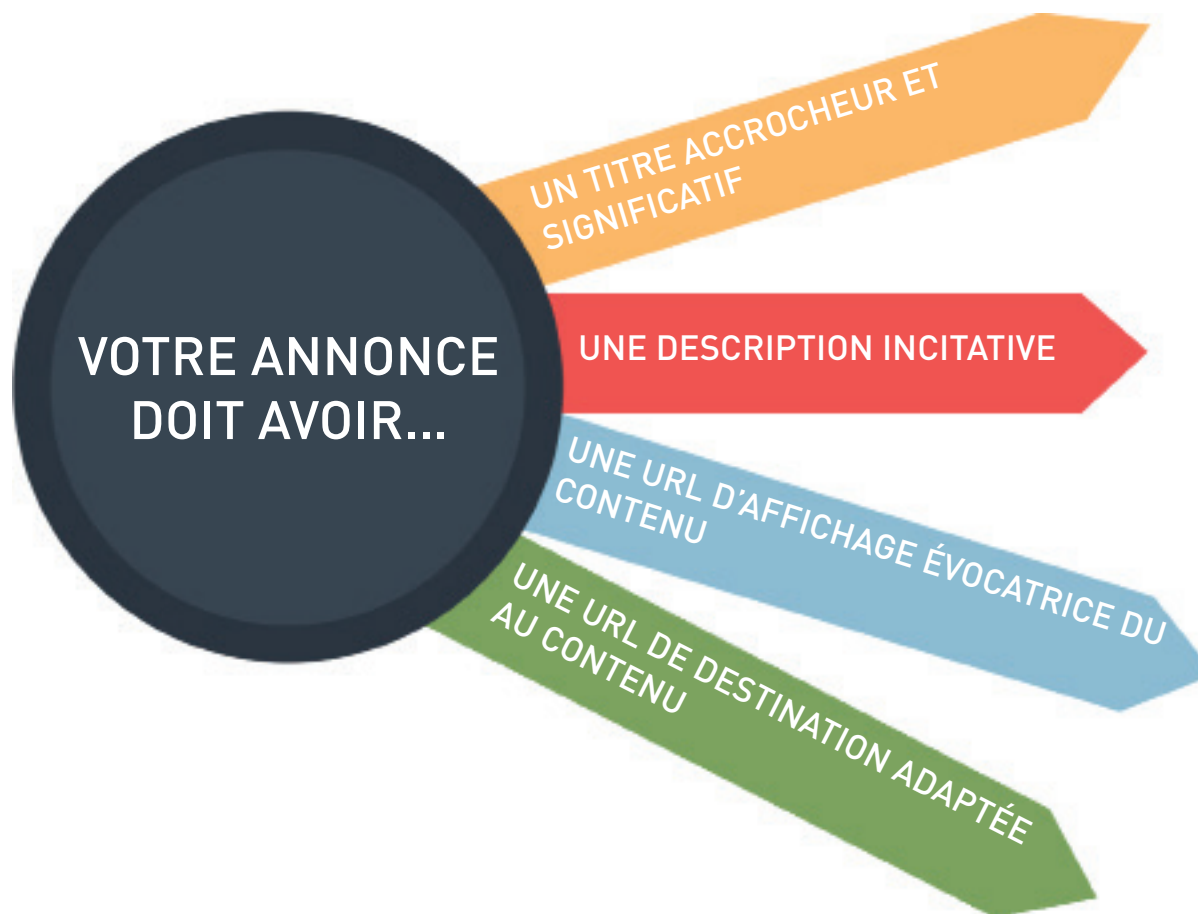 VOTRE ANNONCE
DOIT AVOIR...
UN TITRE ACCROCHEUR ET
SIGNIFICATIF
UNE DESCRIPTION INCITATIVE
UNE URL D'AFFICHAGE ÉVOCATRICE DU
CONTENU
UNE URL DE DESTINATION ADAPTÉE
AU CONTENU